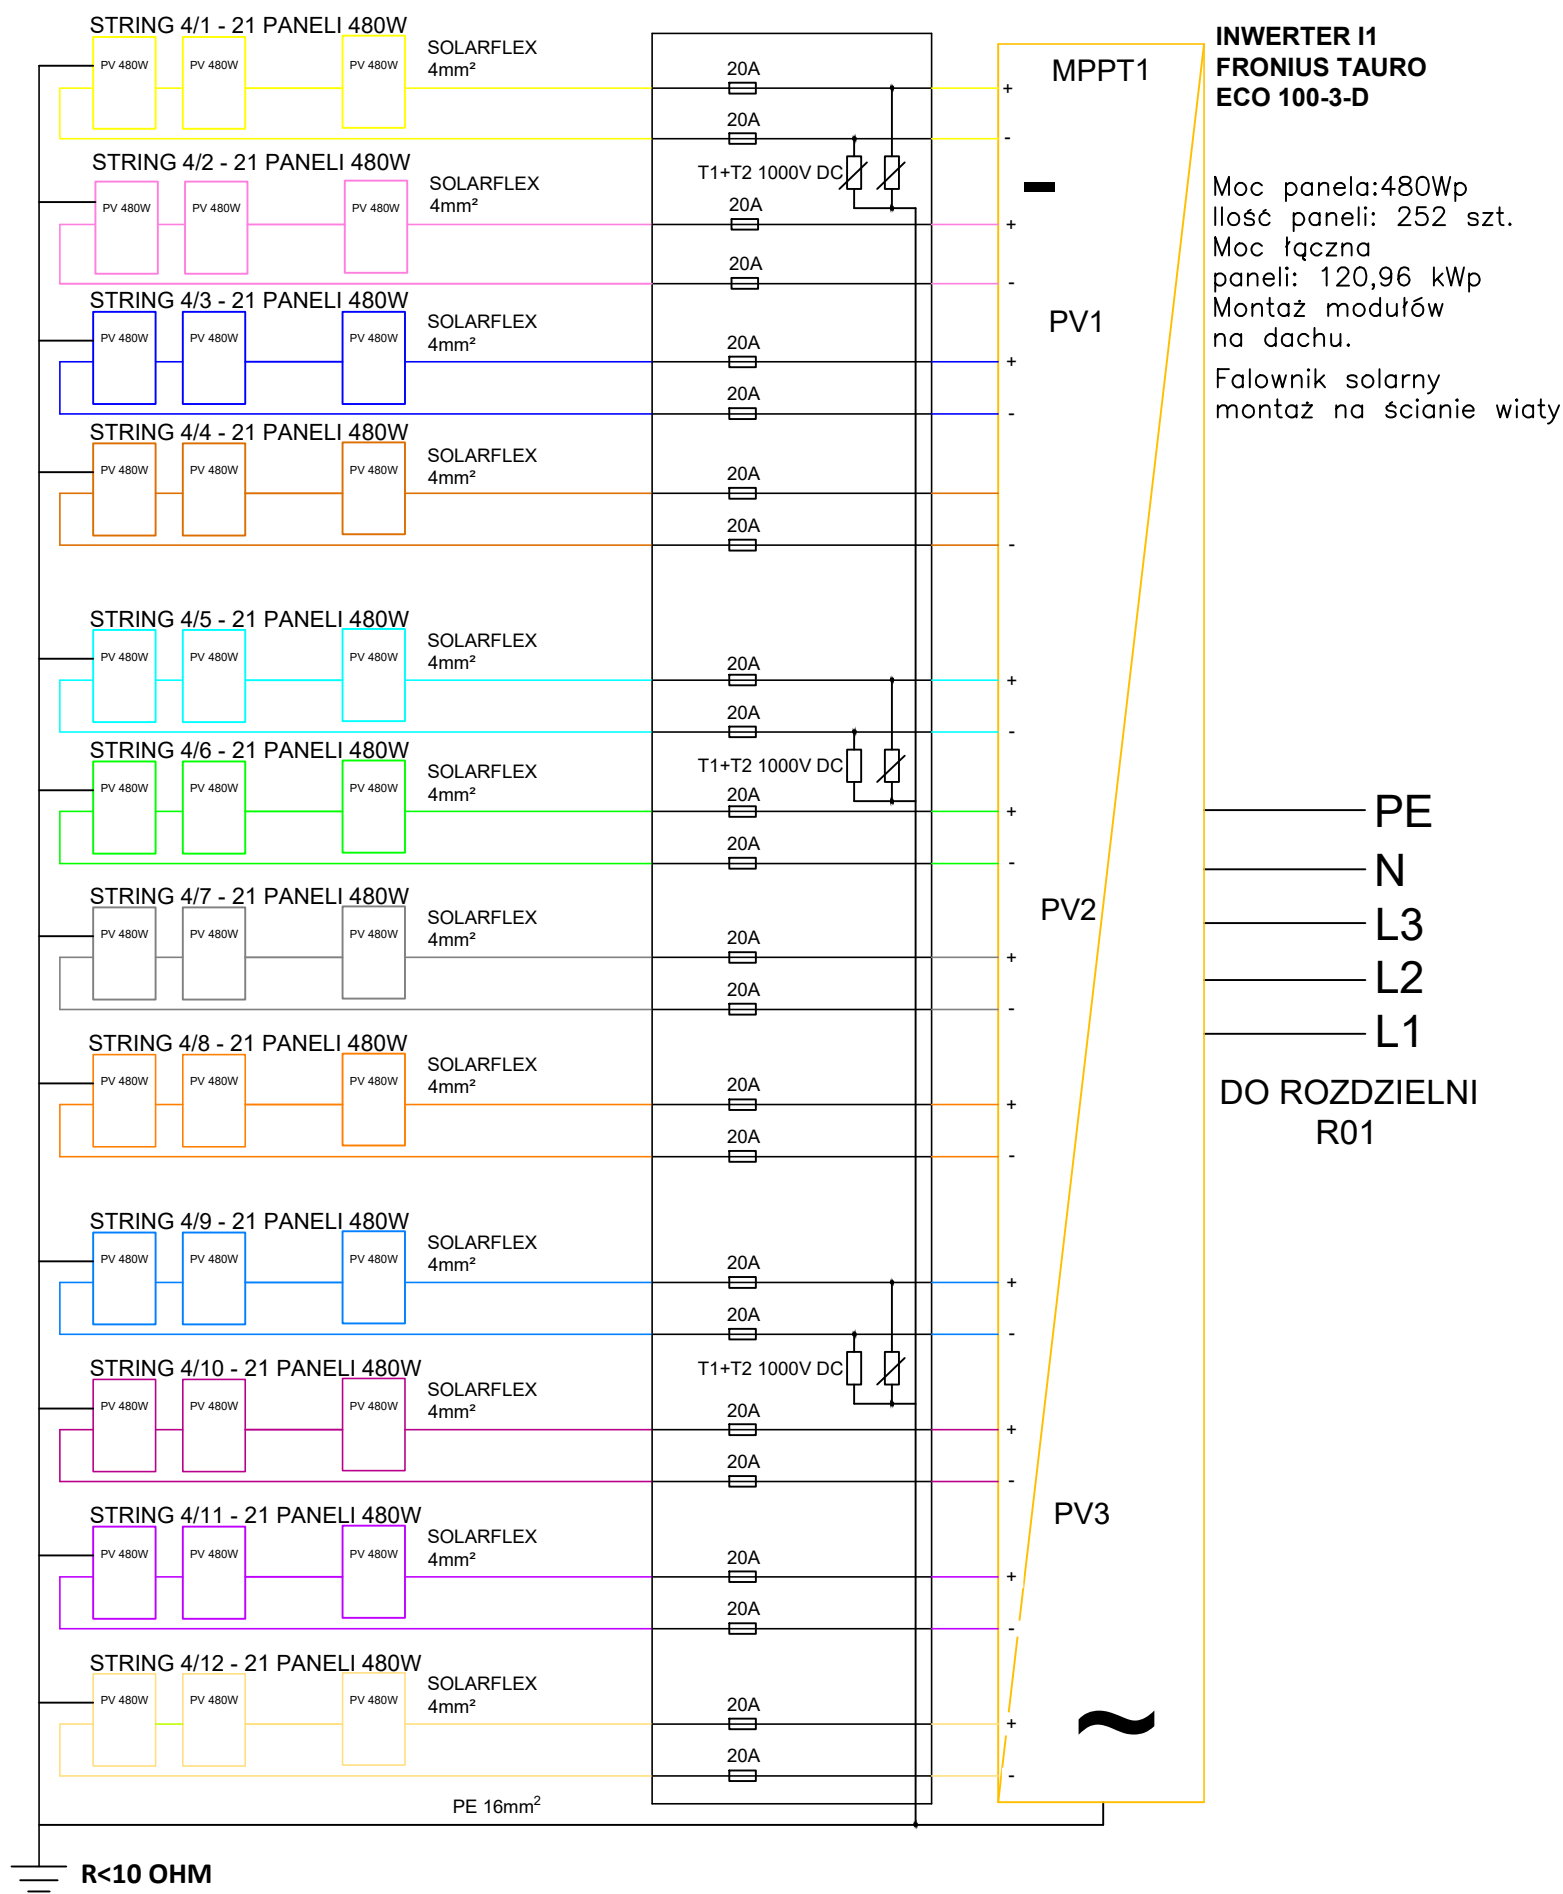 STRING 4/1 - 21 PANELI 480W
PV 480W PV 480W PV 480W
SOLARFLEX
4mm²
20A
20A
STRING 4/2 - 21 PANELI 480W
PV 480W PV 480W PV 480W
SOLARFLEX
4mm²
T1+T2 1000V DC
20A
20A
STRING 4/3 - 21 PANELI 480W
PV 480W PV 480W PV 480W
SOLARFLEX
4mm²
20A
20A
STRING 4/4 - 21 PANELI 480W
PV 480W PV 480W PV 480W
SOLARFLEX
4mm²
20A
20A
STRING 4/5 - 21 PANELI 480W
PV 480W PV 480W PV 480W
SOLARFLEX
4mm²
20A
20A
STRING 4/6 - 21 PANELI 480W
PV 480W PV 480W PV 480W
SOLARFLEX
4mm²
T1+T2 1000V DC
20A
20A
STRING 4/7 - 21 PANELI 480W
PV 480W PV 480W PV 480W
SOLARFLEX
4mm²
20A
20A
STRING 4/8 - 21 PANELI 480W
PV 480W PV 480W PV 480W
SOLARFLEX
4mm²
20A
20A
STRING 4/9 - 21 PANELI 480W
PV 480W PV 480W PV 480W
SOLARFLEX
4mm²
20A
20A
STRING 4/10 - 21 PANELI 480W
PV 480W PV 480W PV 480W
SOLARFLEX
4mm²
T1+T2 1000V DC
20A
20A
STRING 4/11 - 21 PANELI 480W
PV 480W PV 480W PV 480W
SOLARFLEX
4mm²
20A
20A
STRING 4/12 - 21 PANELI 480W
PV 480W PV 480W PV 480W
SOLARFLEX
4mm²
20A
20A
PE 16mm²
R<10 OHM
MPPT1
+
-
-
+
-
PV1
+
-
-
+
-
+
-
PV2
+
-
+
-
+
-
+
-
PV3
+
-
+
~
-
INWERTER I1
FRONIUS TAURO
ECO 100-3-D
Moc panela:480Wp
Ilość paneli: 252 szt.
Moc łączna
paneli: 120,96 kWp
Montaż modułów
na dachu.
Falownik solarny
montaż na ścianie wiaty
PE
N
L3
L2
L1
DO ROZDZIELNI
R01